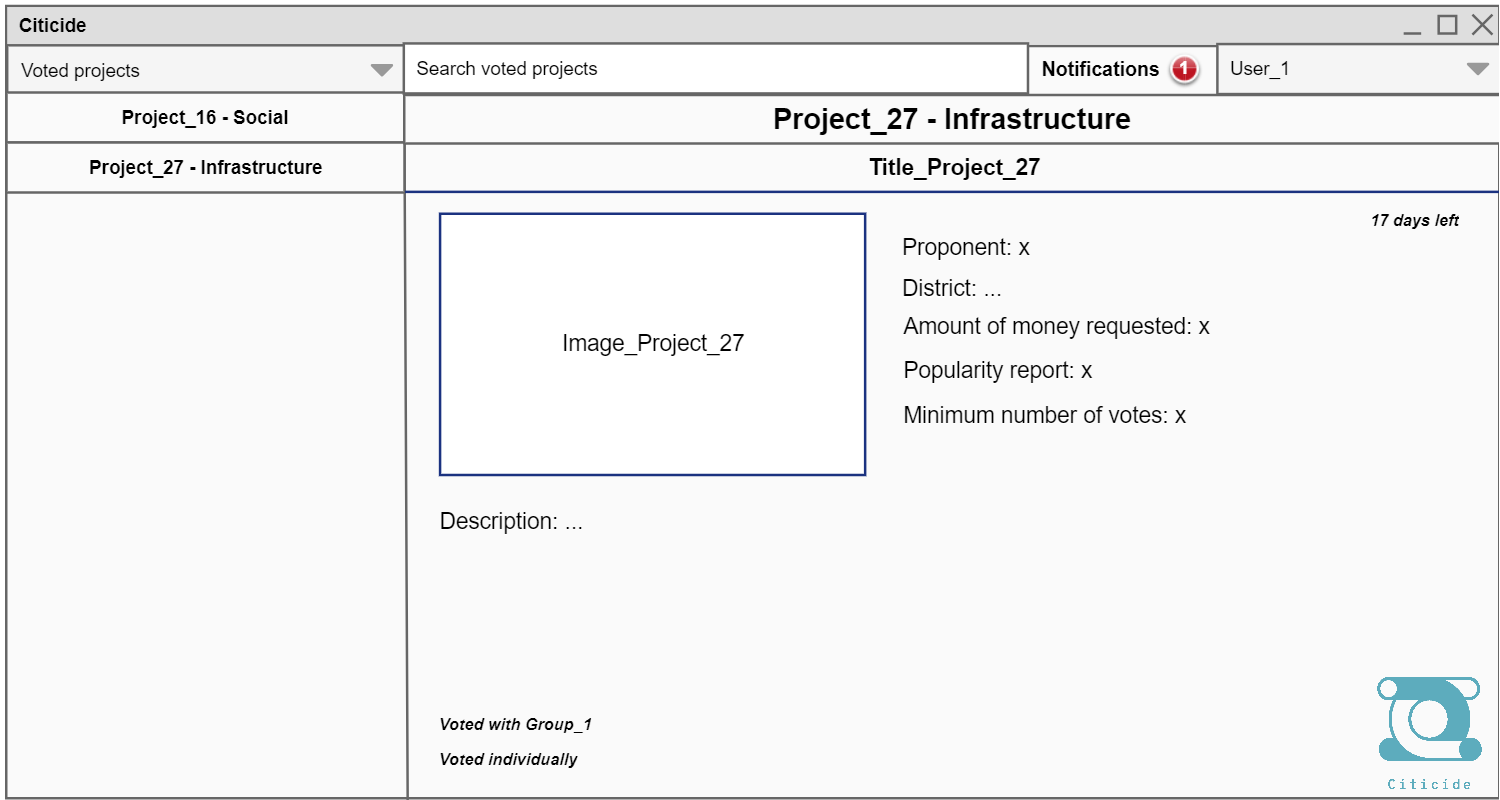 Citicide
Voted projects
Search voted projects
Notifications 1
User_1
Project_16 - Social
Project_27 - Infrastructure
Project_27 - Infrastructure
Title_Project_27
17 days left
Image_Project_27
Proponent: x
District: ...
Amount of money requested: x
Popularity report: x
Minimum number of votes: x
Description: ...
Voted with Group_1
Voted individually
Citicide